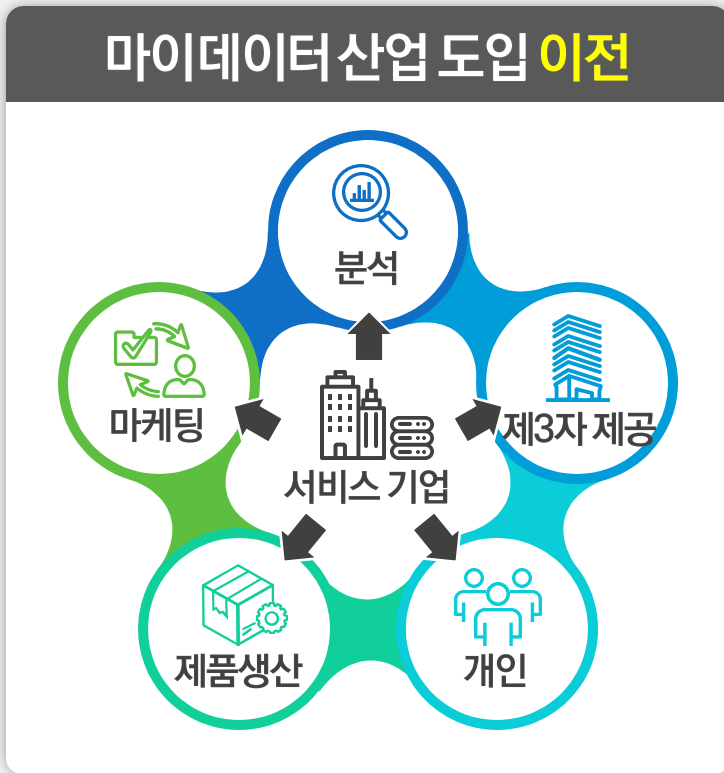 마이데이터 산업 도입 이전
분석
마케팅
제3자 제공
서비스 기업
제품생산
개인